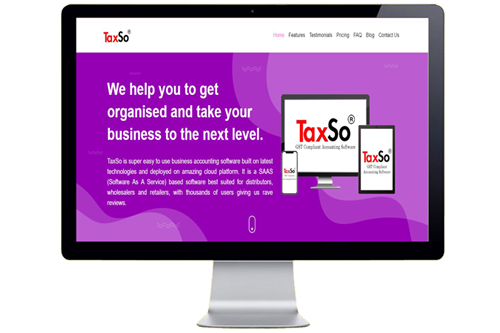 TaxSo®
Home Features Testimonials Pricing FAQ Blog Contact Us
We help you to get
organised and take your
business to the next level.
TaxSo is super easy to use business accounting software built on latest
technologies and deployed on amazing cloud platform. It is a SAAS
(Software As A Service) based software best suited for distributors,
wholesalers and retailers, with thousands of users giving us rave
reviews.
TaxSo®
GST Compliant Accounting Software
TaxSo®
GST Compliant
Accounting Software
TaxSo